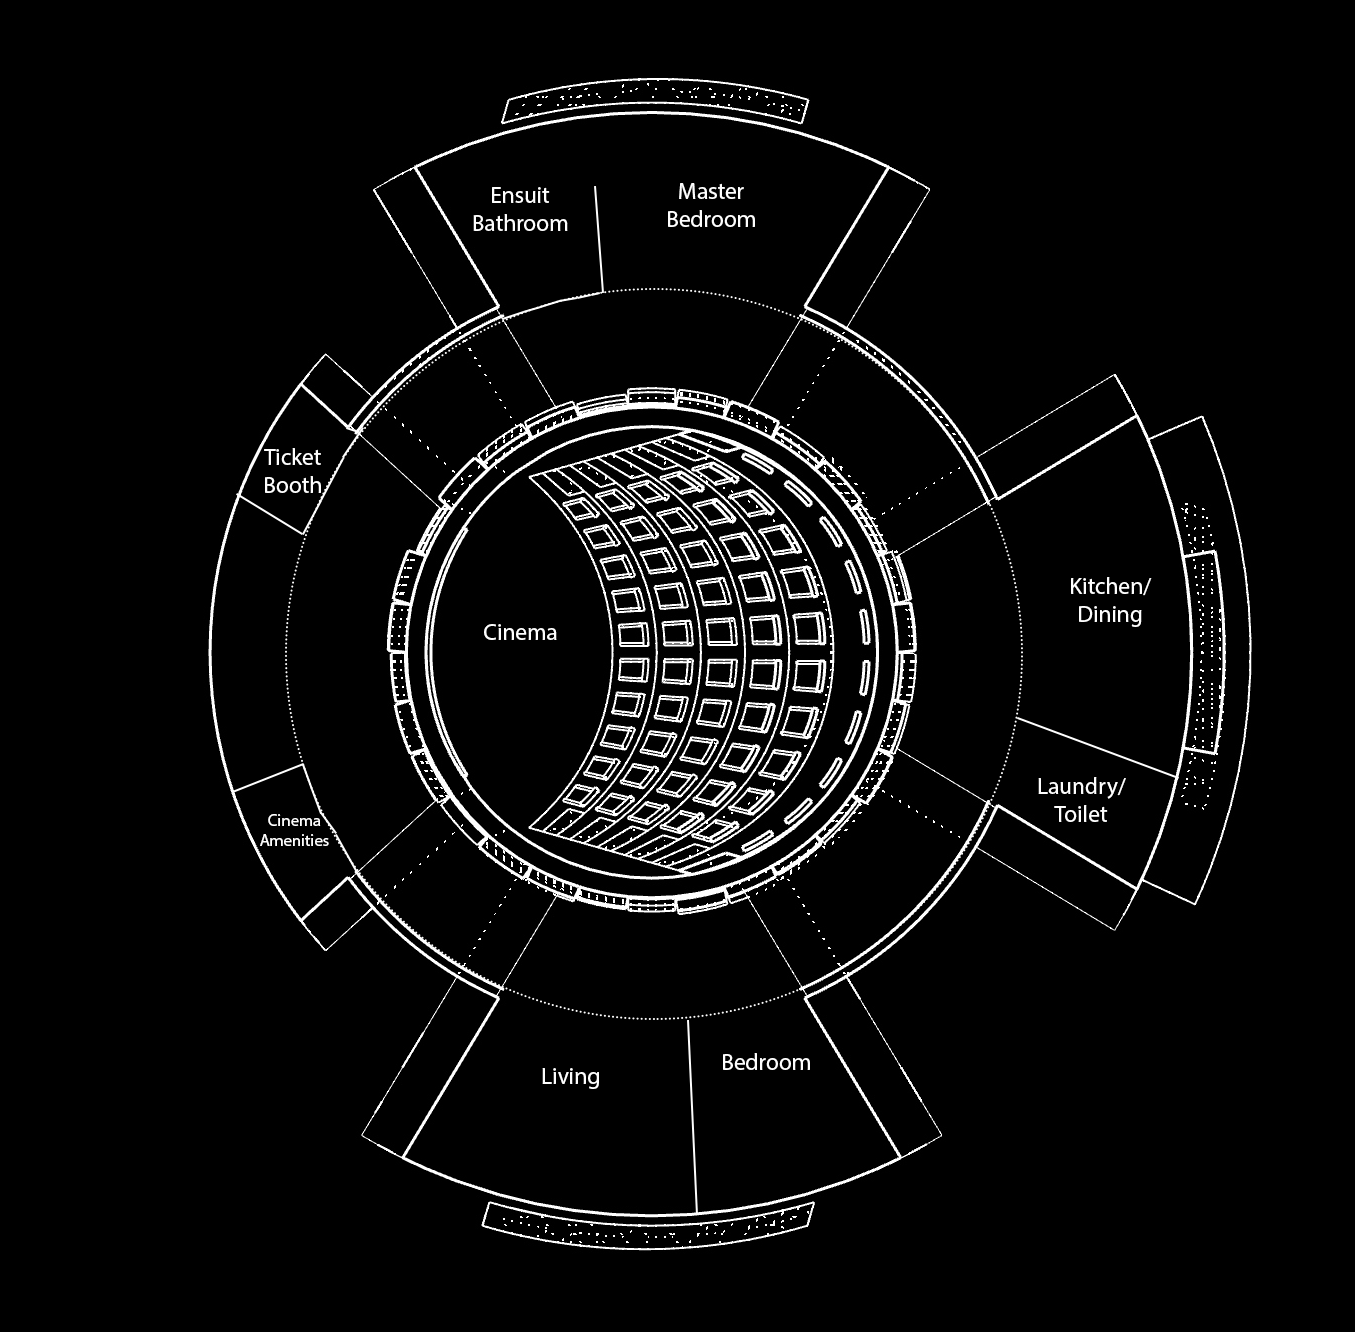 Ensuit
Bathroom
Master
Bedroom
Ticket
Booth
Kitchen/
Dining
Cinema
Laundry/
Toilet
Cinema
Amenities
Living
Bedroom